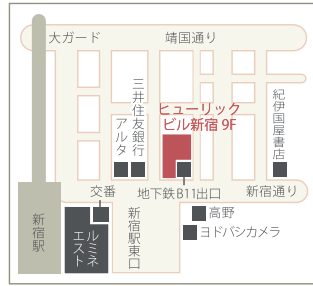 大ガード
靖国通り
ヒューリック
ビル新宿 9F
三井住友銀行
アルタ
紀伊国屋書店
交番
地下鉄B11出口
新宿通り
新宿駅
ルミネ
エスト
新宿駅東口
高野
ヨドバシカメラ